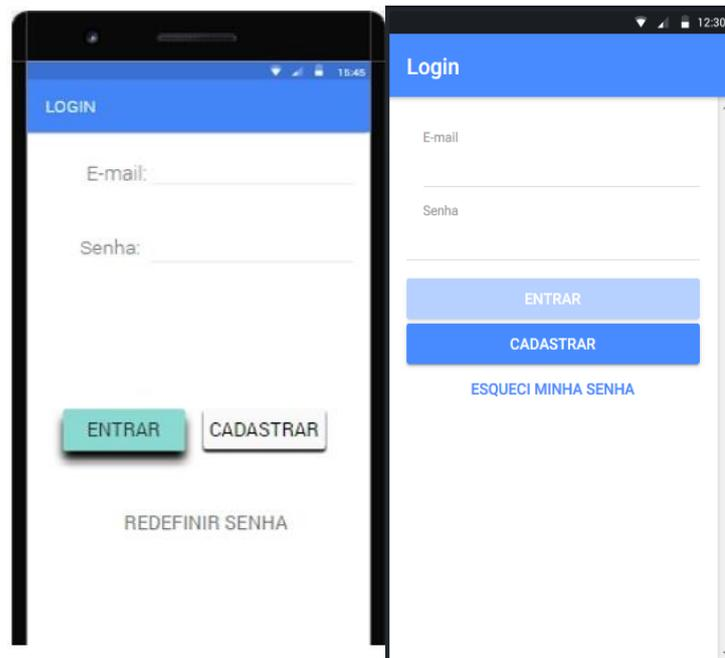 15:45
LOGIN
E-mail:
Senha:
ENTRAR
CADASTRAR
REDEFINIR SENHA
12:30
Login
E-mail
Senha
ENTRAR
CADASTRAR
ESQUECI MINHA SENHA